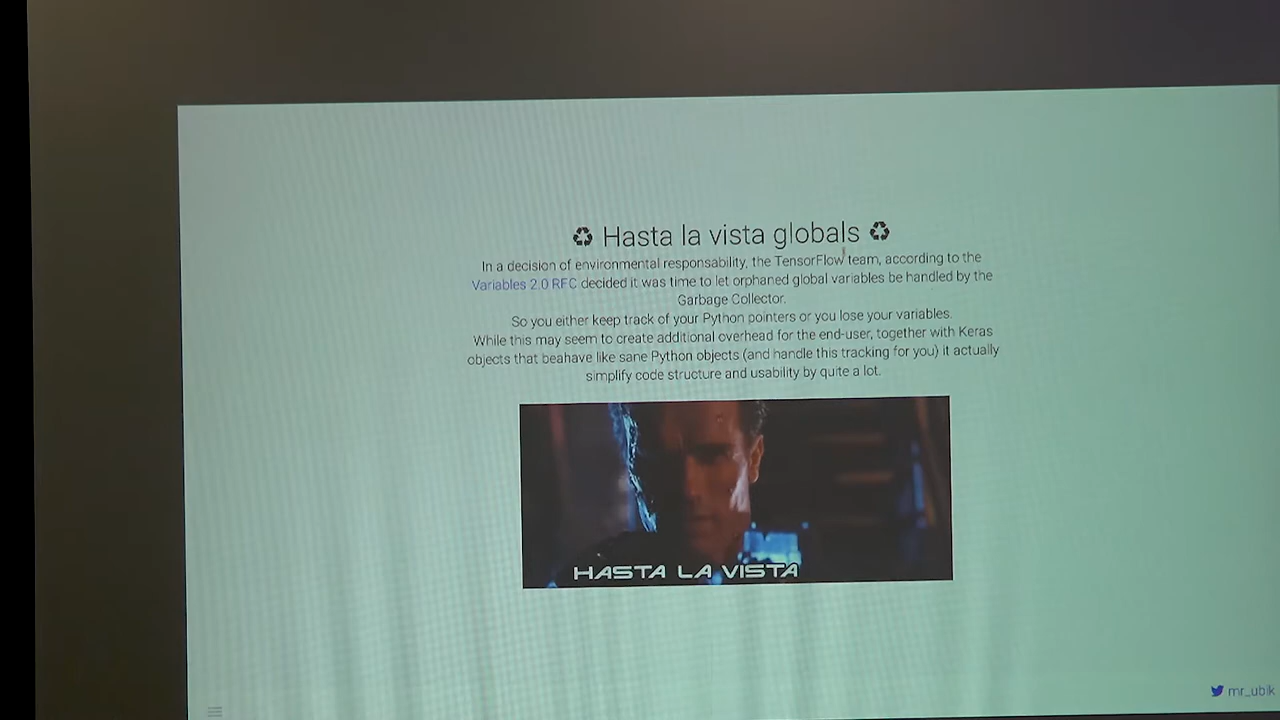 ♻ Hasta la vista globals ♻
In a decision of environmental responsability, the TensorFlow team, according to the
Variables 2.0 RFC decided it was time to let orphaned global variables be handled by the
Garbage Collector.
So you either keep track of your Python pointers or you lose your variables.
While this may seem to create additional overhead for the end-user, together with Keras
objects that beahave like sane Python objects (and handle this tracking for you) it actually
simplify code structure and usability by quite a lot.
HASTA LA VISTA
mr_ubik